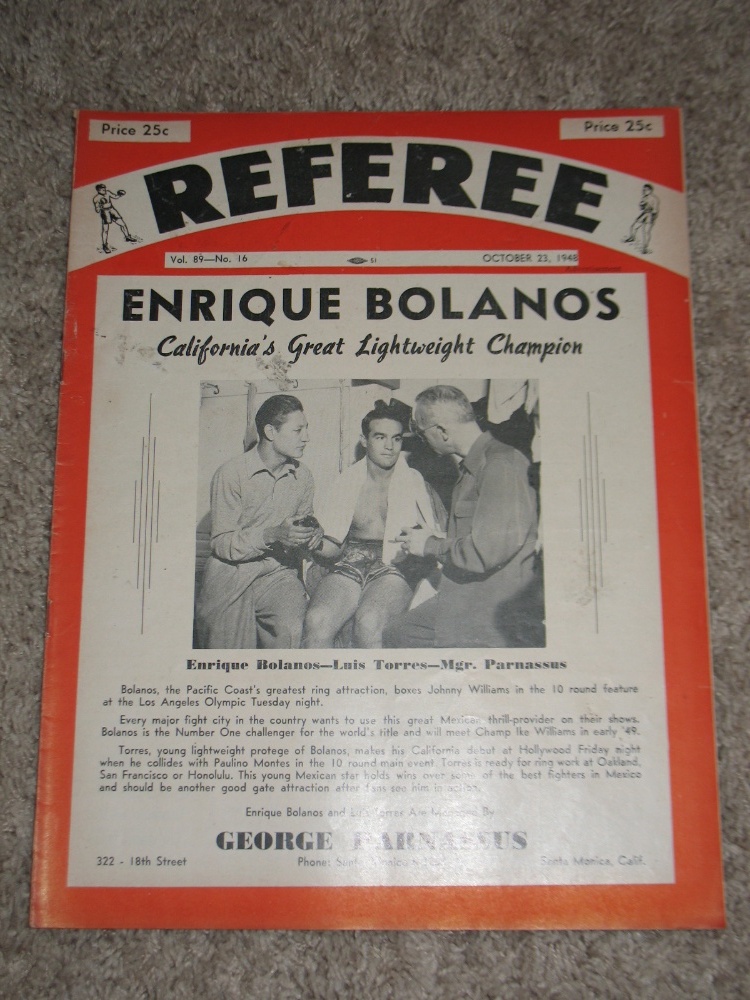 Price 25c
Price 25c
REFEREE
Vol. 89—No. 16
51
OCTOBER 23, 1948
ENRIQUE BOLANOS
California's Great Lightweight Champion
Enrique Bolanos—Luis Torres—Mgr. Parnassus
Bolanos, the Pacific Coast's greatest ring attraction, boxes Johnny Williams in the 10 round feature
at the Los Angeles Olympic Tuesday night.
Every major fight city in the country wants to use this great Mexican thrill-provider on their shows.
Bolanos is the Number One challenger for the world's title and will meet Champ Ike Williams in early '49.
Torres, young lightweight protege of Bolanos, makes his California debut at Hollywood Friday night
when he collides with Paulino Montes in the 10 round main event. Torres is ready for ring work at Oakland,
San Francisco or Honolulu. This young Mexican star holds wins over some of the best fighters in Mexico
and should be another good gate attraction after fans see him in action.
Enrique Bolanos and Luis Torres Are Managed By
GEORGE PARNASSUS
322 - 18th Street
Phone: Santa Monica
Santa Monica, Calif.